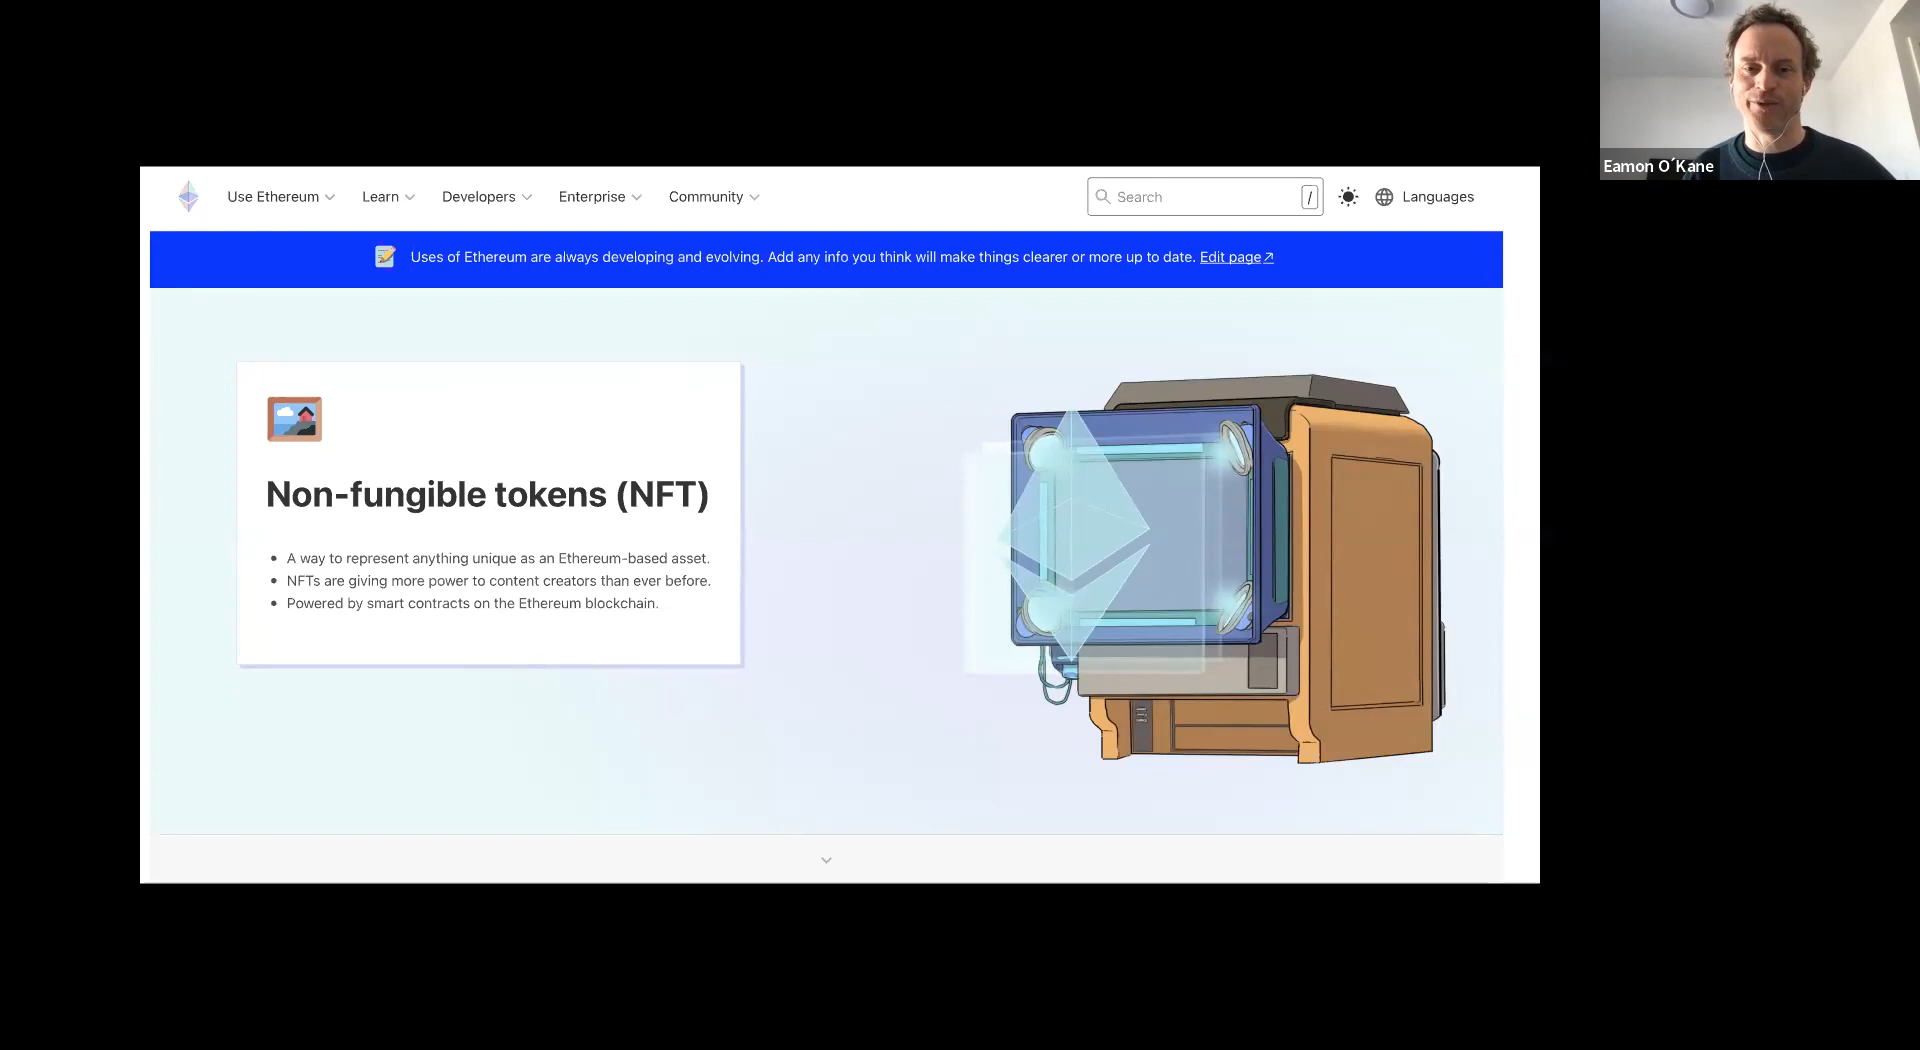 Use Ethereum
Learn
Developers
Enterprise
Community
Search
/
Languages
Uses of Ethereum are always developing and evolving. Add any info you think will make things clearer or more up to date. Edit page
Non-fungible tokens (NFT)
• A way to represent anything unique as an Ethereum-based asset.
• NFTs are giving more power to content creators than ever before.
• Powered by smart contracts on the Ethereum blockchain.
Eamon O´Kane